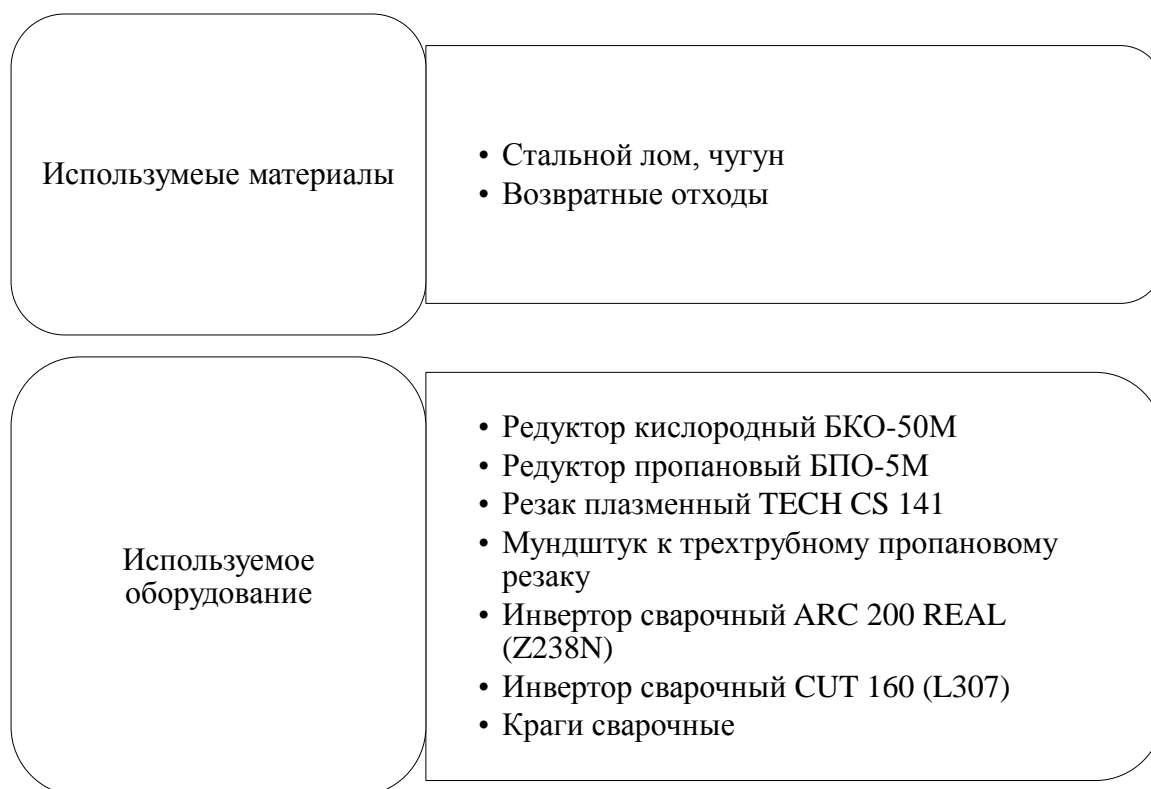 Использумеые материалы
• Стальной лом, чугун
• Возвратные отходы
Используемое
оборудование
• Редуктор кислородный БКО-50М
• Редуктор пропановый БПО-5М
• Резак плазменный TECH CS 141
• Мундштук к трехтрубному пропановому
резаку
• Инвертор сварочный ARC 200 REAL
(Z238N)
• Инвертор сварочный CUT 160 (L307)
• Краги сварочные